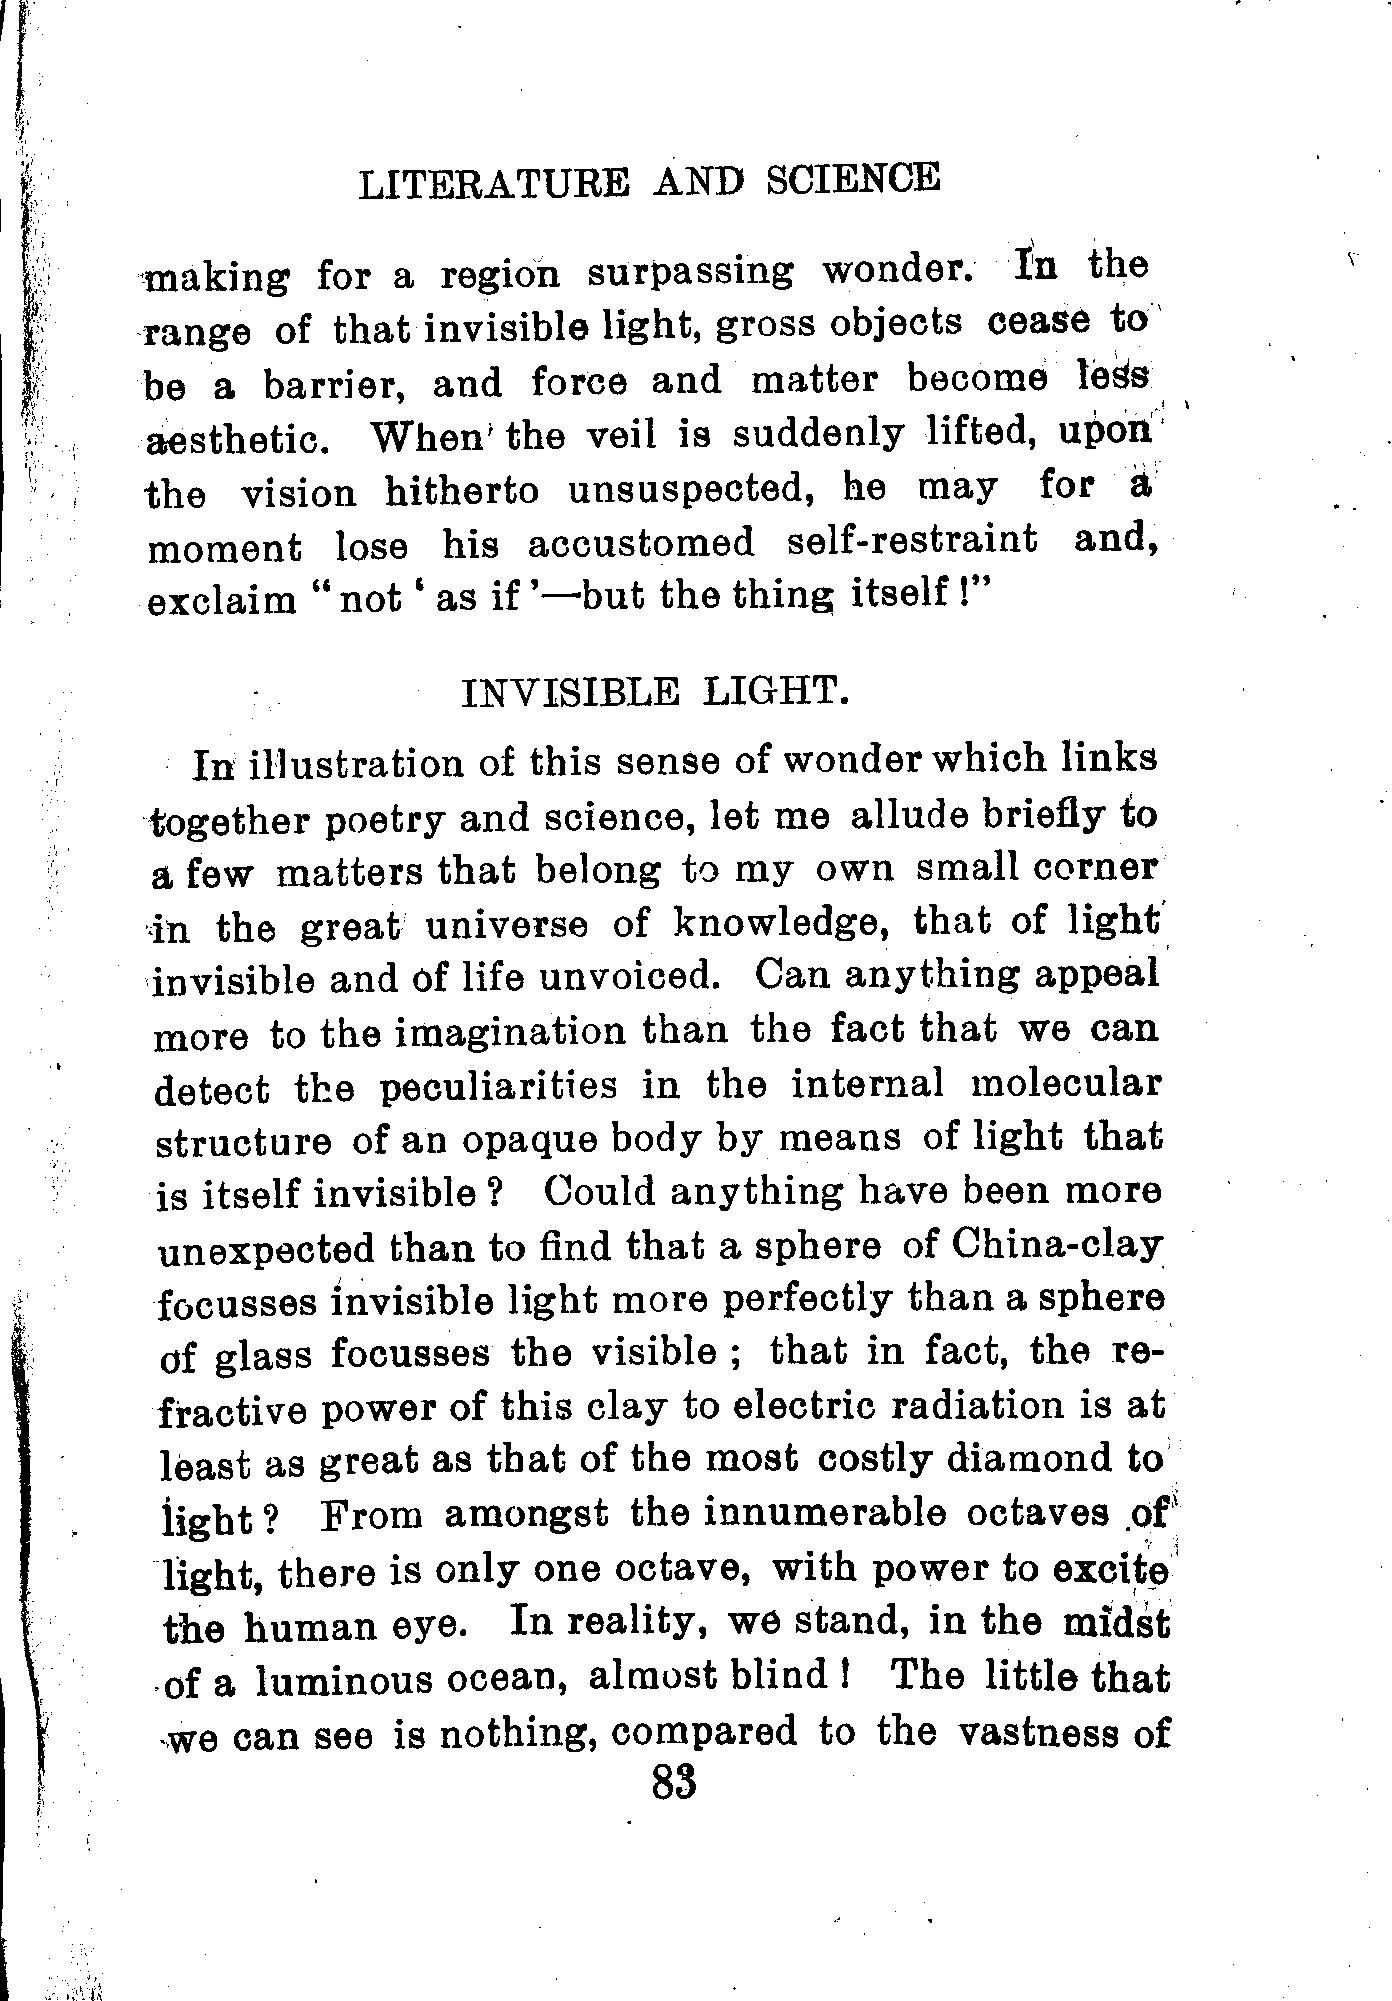 LITERATURE AND SCIENCE
making for a region surpassing wonder. In the
range of that invisible light, gross objects cease to
be a barrier, and force and matter become less
aesthetic. When the veil is suddenly lifted, upon
the vision hitherto unsuspected, he may for a
moment lose his accustomed self-restraint and,
exclaim "not 'as if'—but the thing itself!"
INVISIBLE LIGHT.
In illustration of this sense of wonder which links
together poetry and science, let me allude briefly to
a few matters that belong to my own small corner
in the great universe of knowledge, that of light
invisible and of life unvoiced. Can anything appeal
more to the imagination than the fact that we can
detect the peculiarities in the internal molecular
structure of an opaque body by means of light that
is itself invisible? Could anything have been more
unexpected than to find that a sphere of China-clay
focusses invisible light more perfectly than a sphere
of glass focusses the visible; that in fact, the re-
fractive power of this clay to electric radiation is at
least as great as that of the most costly diamond to
light? From amongst the innumerable octaves of
light, there is only one octave, with power to excite
the human eye. In reality, we stand, in the midst
of a luminous ocean, almost blind! The little that
we can see is nothing, compared to the vastness of
83